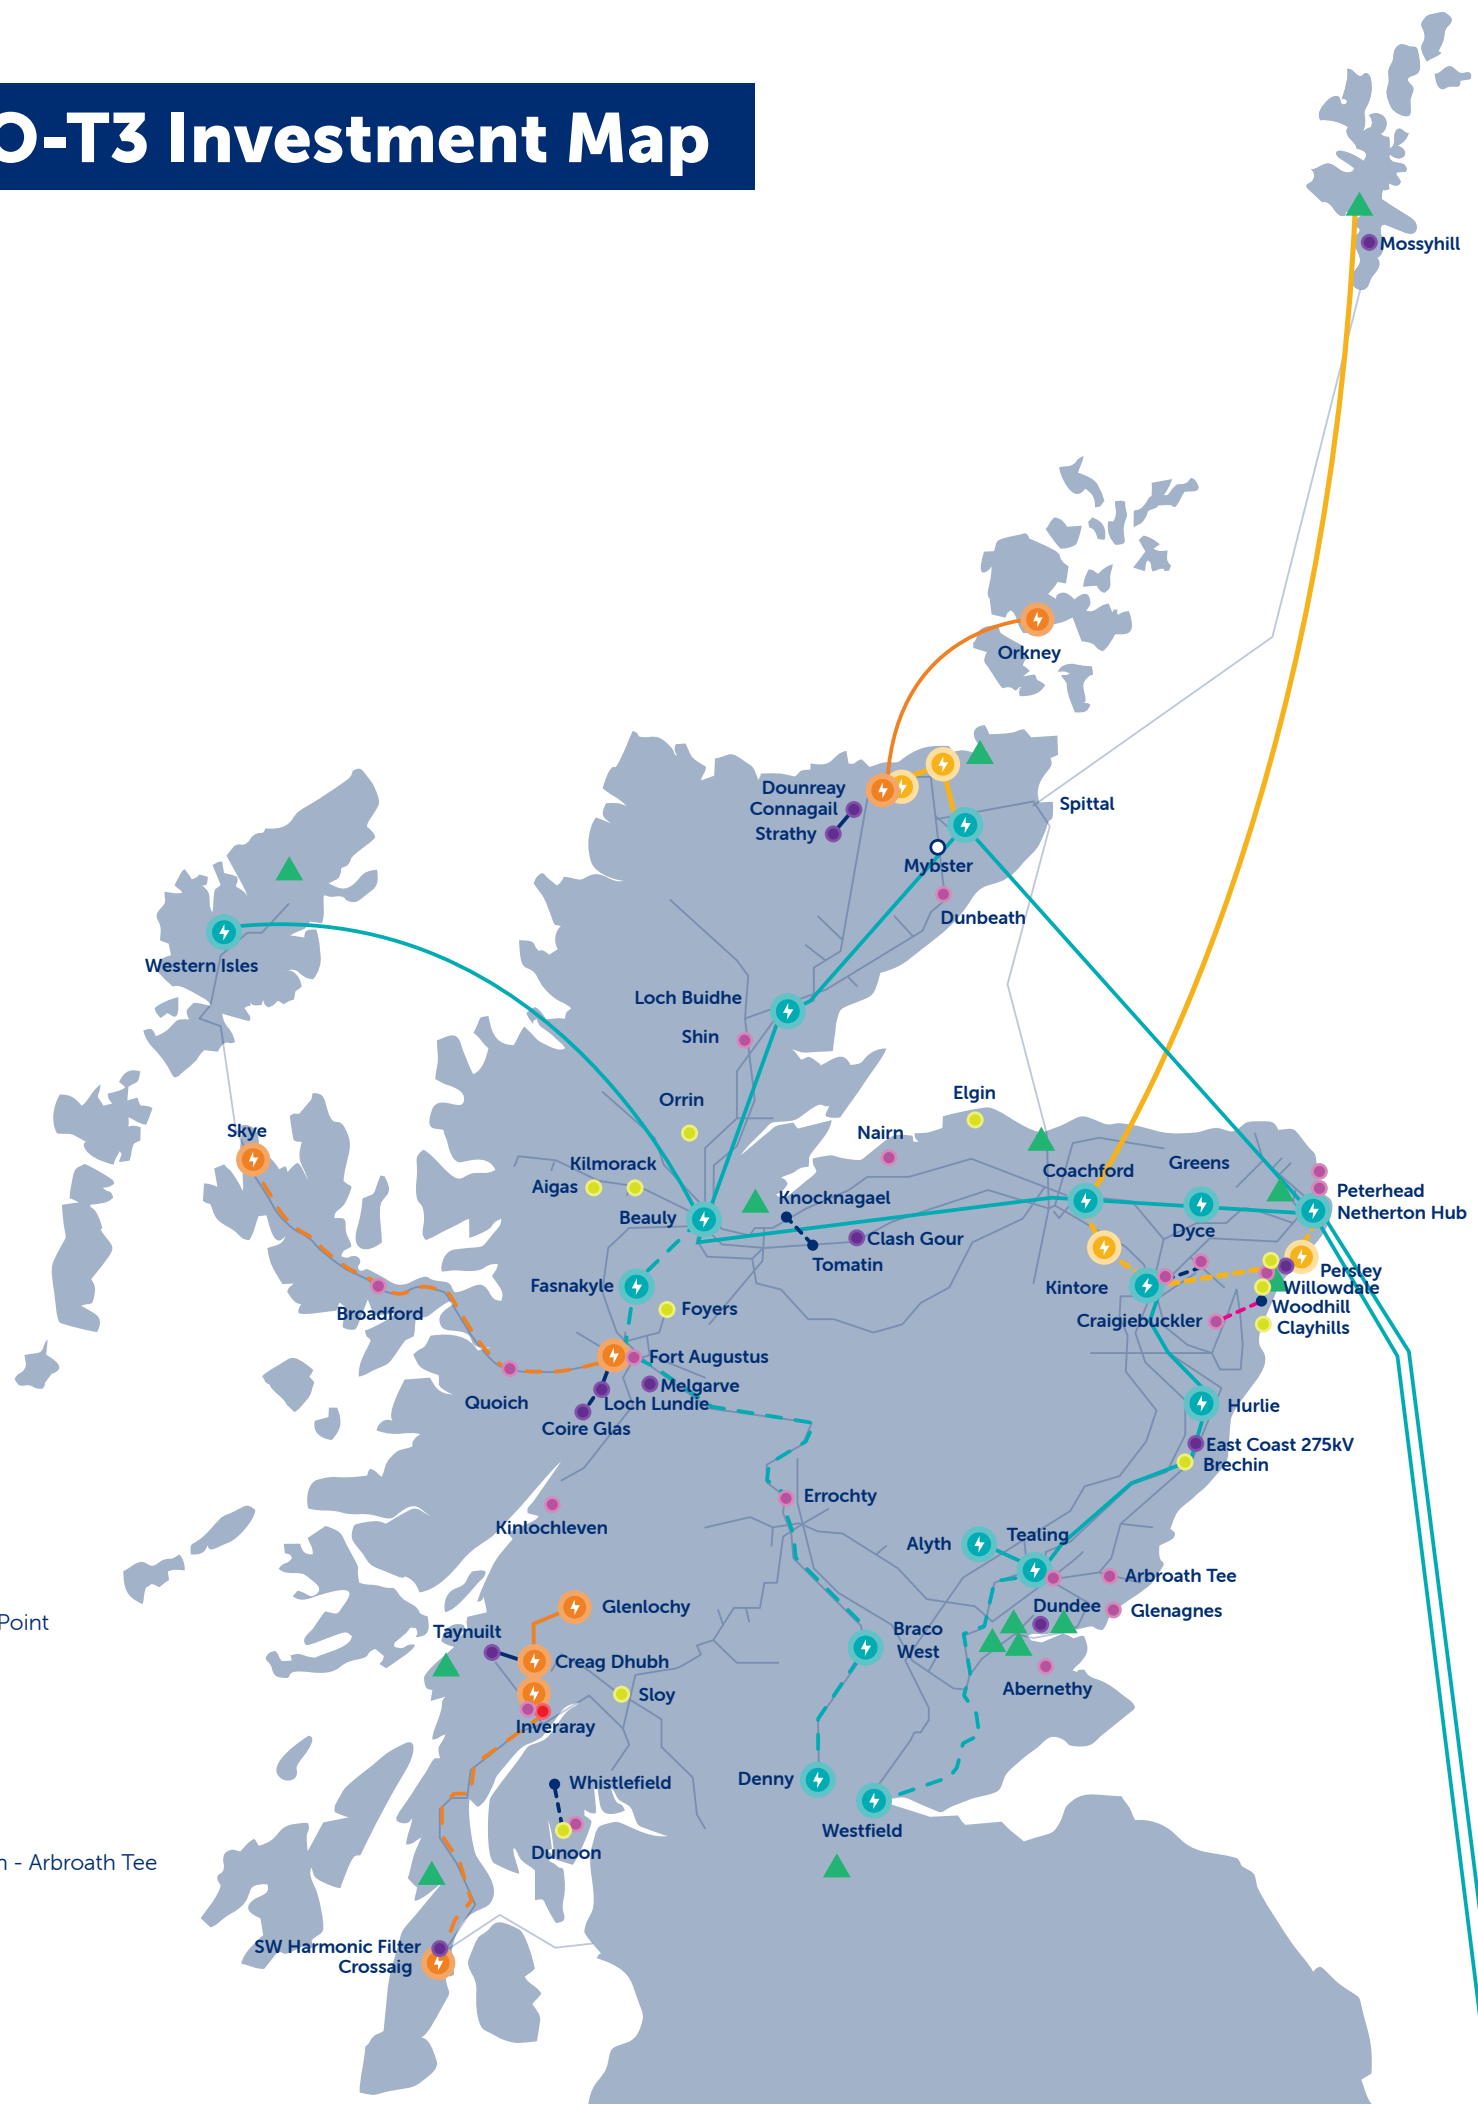 O-T3 Investment Map
Mossyhill
Orkney
Dounreay
Connagail
Strathy
Spittal
Mybster
Dunbeath
Western Isles
Loch Buidhe
Shin
Orrin
Elgin
Nairn
Skye
Kilmorack
Aigas
Coachford
Greens
Knocknagael
Peterhead
Netherton Hub
Beauly
Dyce
Clash Gour
Tomatin
Persley
Fasnakyle
Kintore
Willowdale
Foyers
Woodhill
Broadford
Craigiebuckler
Clayhills
Fort Augustus
Melgarve
Quoich
Loch Lundie
Hurlie
Coire Glas
East Coast 275kV
Brechin
Errochty
Kinlochleven
Tealing
Alyth
Arbroath Tee
Glenlochy
Dundee
Glenagnes
Point
Taynuilt
Braco
West
Creag Dhubh
Abernethy
Sloy
Inveraray
Whistlefield
Denny
Westfield
Dunoon
n - Arbroath Tee
SW Harmonic Filter
Crossaig